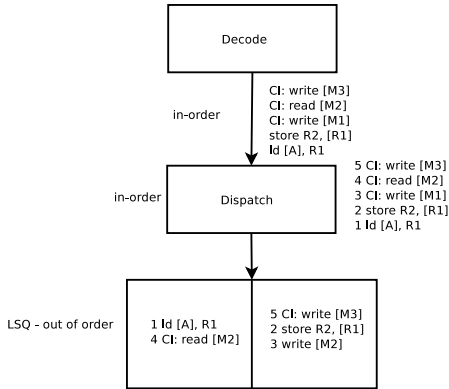 Decode
in-order
CI: write [M3]
CI: read [M2]
CI: write [M1]
store R2, [R1]
ld [A], R1
in-order
Dispatch
5 CI: write [M3]
4 CI: read [M2]
3 CI: write [M1]
2 store R2, [R1]
1 ld [A], R1
LSQ - out of order
1 ld [A], R1
4 CI: read [M2]
5 CI: write [M3]
2 store R2, [R1]
3 write [M2]